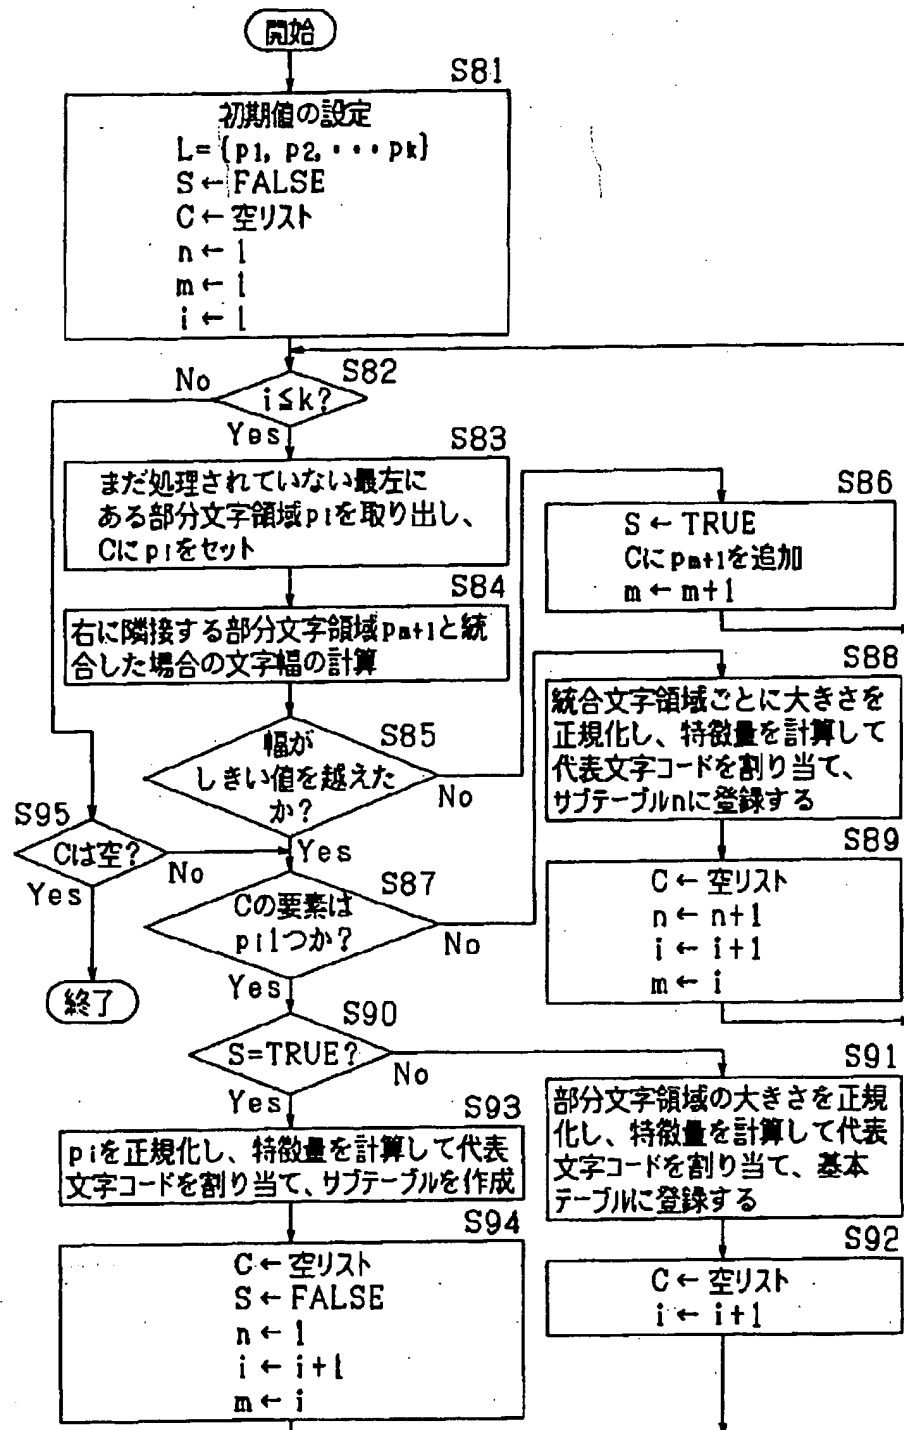 開始
S81
初期値の設定
L={p1, p2, ・・・pk}
S←FALSE
C←空リスト
n←1
m←1
i←1
No
S82
i≦k?
Yes
S83
まだ処理されていない最左に
ある部分文字領域piを取り出し、
Cにpiをセット
S86
S←TRUE
Cにpm+1を追加
m←m+1
S84
右に隣接する部分文字領域pm+1と統
合した場合の文字幅の計算
S88
統合文字領域ごとに大きさを
正規化し、特徴量を計算して
代表文字コードを割り当て、
サブテーブルnに登録する
S85
幅が
しきい値を越えた
か?
No
Yes
S95
Cは空?
No
Yes
終了
S87
Cの要素は
pi1つか?
No
Yes
S89
C←空リスト
n←n+1
i←i+1
m←i
S90
S=TRUE?
No
Yes
S91
部分文字領域の大きさを正規
化し、特徴量を計算して代表
文字コードを割り当て、基本
テーブルに登録する
S93
piを正規化し、特徴量を計算して代表
文字コードを割り当て、サブテーブルを作成
S92
C←空リスト
i←i+1
S94
C←空リスト
S←FALSE
n←1
i←i+1
m←i